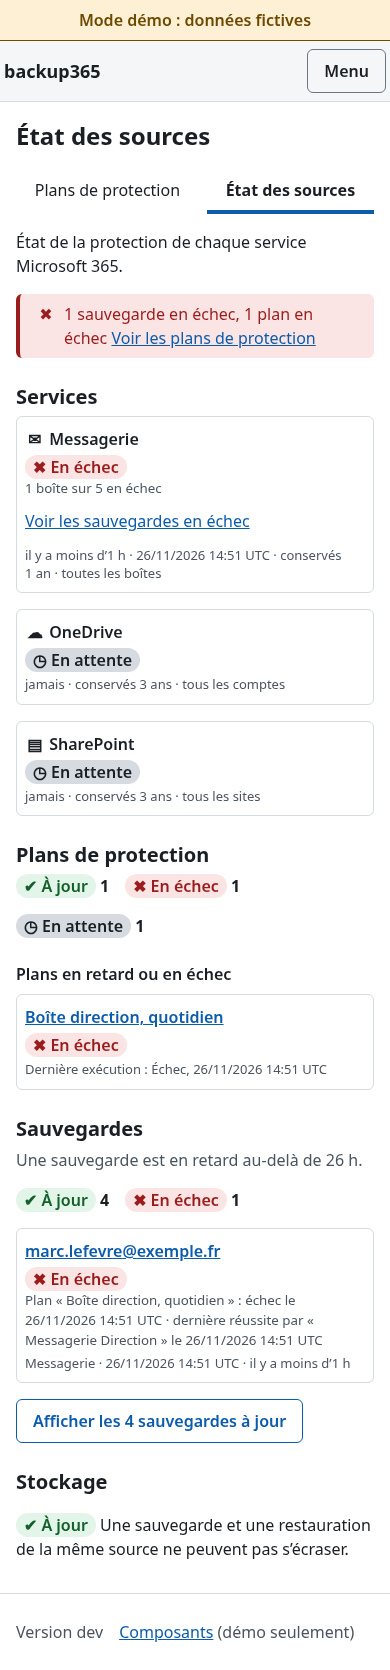 Mode démo : données fictives
backup365
Menu
État des sources
Plans de protection
État des sources
État de la protection de chaque service
Microsoft 365.
✖ 1 sauvegarde en échec, 1 plan en
échec Voir les plans de protection
Services
✉ Messagerie
✖ En échec
1 boîte sur 5 en échec
Voir les sauvegardes en échec
il y a moins d’1 h · 26/11/2026 14:51 UTC · conservés
1 an · toutes les boîtes
☁ OneDrive
◷ En attente
jamais · conservés 3 ans · tous les comptes
▤ SharePoint
◷ En attente
jamais · conservés 3 ans · tous les sites
Plans de protection
✔ À jour 1 ✖ En échec 1
◷ En attente 1
Plans en retard ou en échec
Boîte direction, quotidien
✖ En échec
Dernière exécution : Échec, 26/11/2026 14:51 UTC
Sauvegardes
Une sauvegarde est en retard au-delà de 26 h.
✔ À jour 4 ✖ En échec 1
marc.lefevre@exemple.fr
✖ En échec
Plan « Boîte direction, quotidien » : échec le
26/11/2026 14:51 UTC · dernière réussite par «
Messagerie Direction » le 26/11/2026 14:51 UTC
Messagerie · 26/11/2026 14:51 UTC · il y a moins d’1 h
Afficher les 4 sauvegardes à jour
Stockage
✔ À jour Une sauvegarde et une restauration
de la même source ne peuvent pas s’écraser.
Version dev Composants (démo seulement)